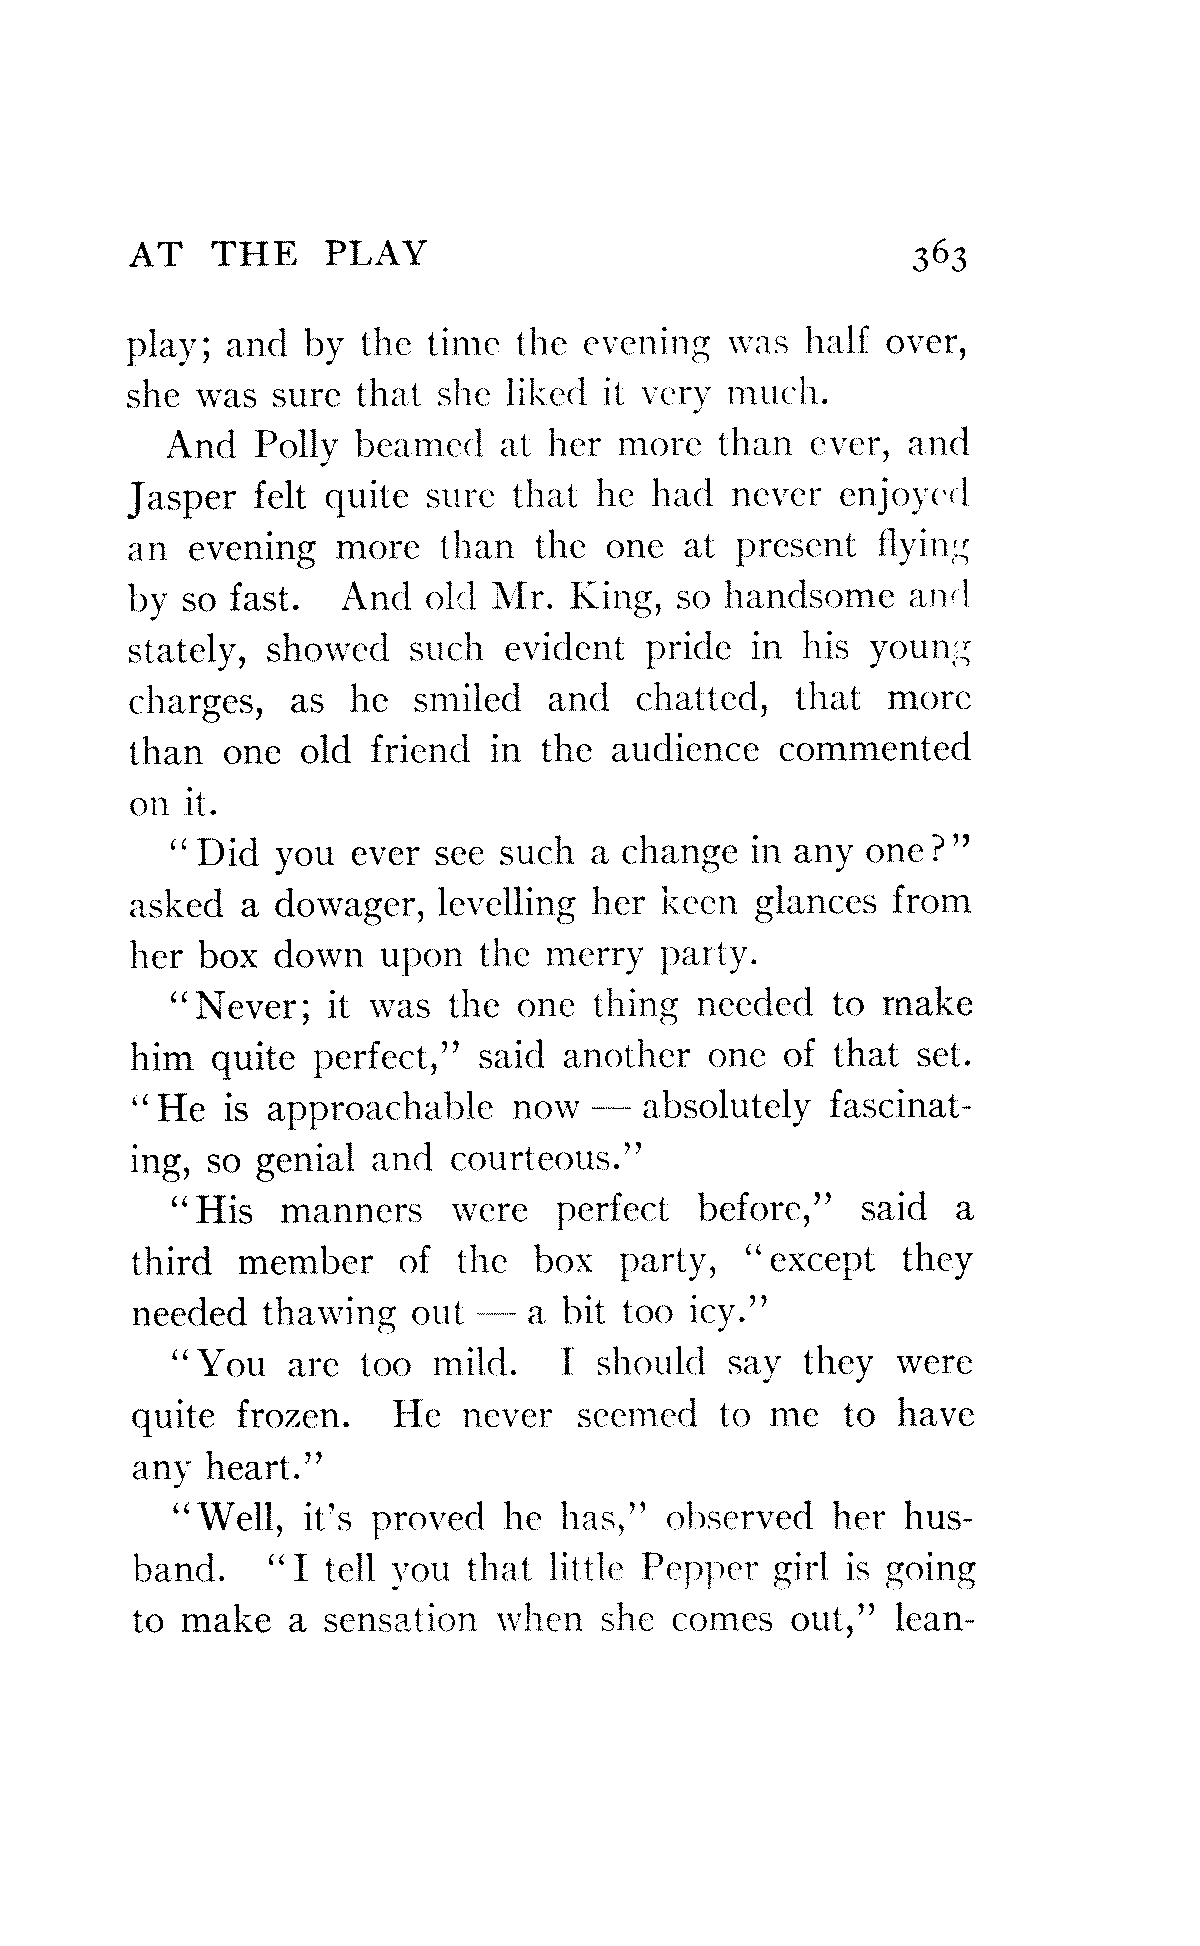 AT THE PLAY 363
play; and by the time the evening was half over,
she was sure that she liked it very much.
And Polly beamed at her more than ever, and
Jasper felt quite sure that he had never enjoyed
an evening more than the one at present flying
by so fast. And old Mr. King, so handsome and
stately, showed such evident pride in his young
charges, as he smiled and chatted, that more
than one old friend in the audience commented
on it.
"Did you ever see such a change in any one?"
asked a dowager, levelling her keen glances from
her box down upon the merry party.
"Never; it was the one thing needed to make
him quite perfect," said another one of that set.
"He is approachable now — absolutely fascinat-
ing, so genial and courteous."
"His manners were perfect before," said a
third member of the box party, "except they
needed thawing out — a bit too icy."
"You are too mild. I should say they were
quite frozen. He never seemed to me to have
any heart."
"Well, it's proved he has," observed her hus-
band. "I tell you that little Pepper girl is going
to make a sensation when she comes out," lean-